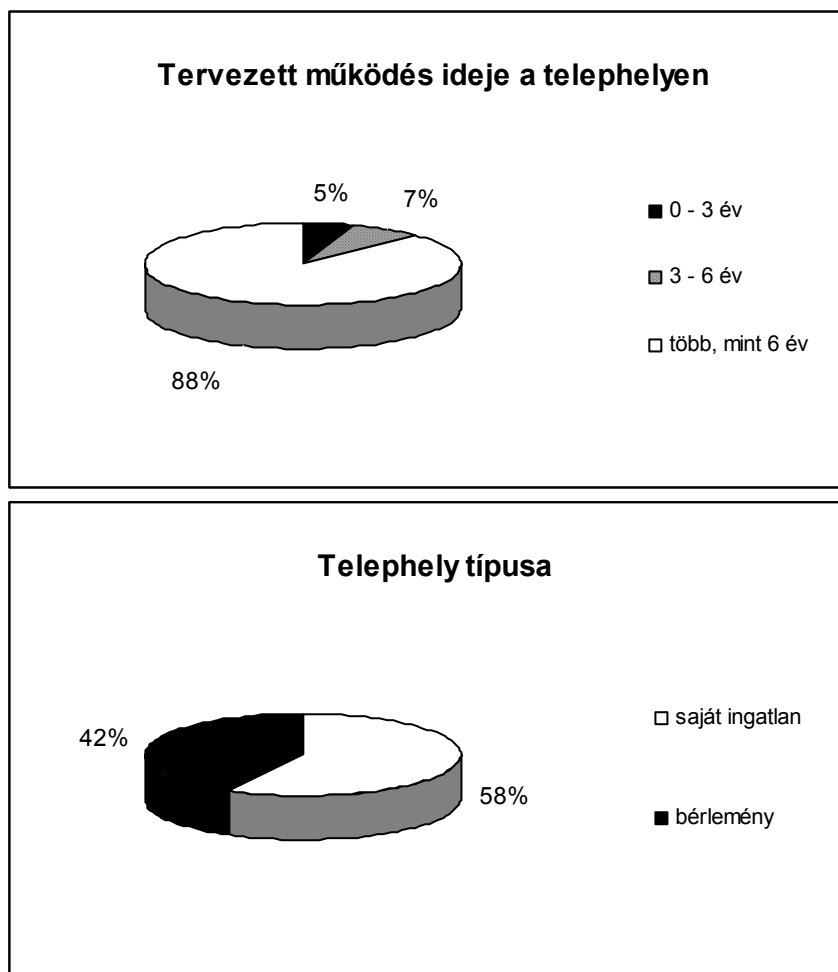 Tervezett működés ideje a telephelyen
5%
7%
88%
0 - 3 év
3 - 6 év
több, mint 6 év
Telephely típusa
42%
58%
saját ingatlan
bérlemény